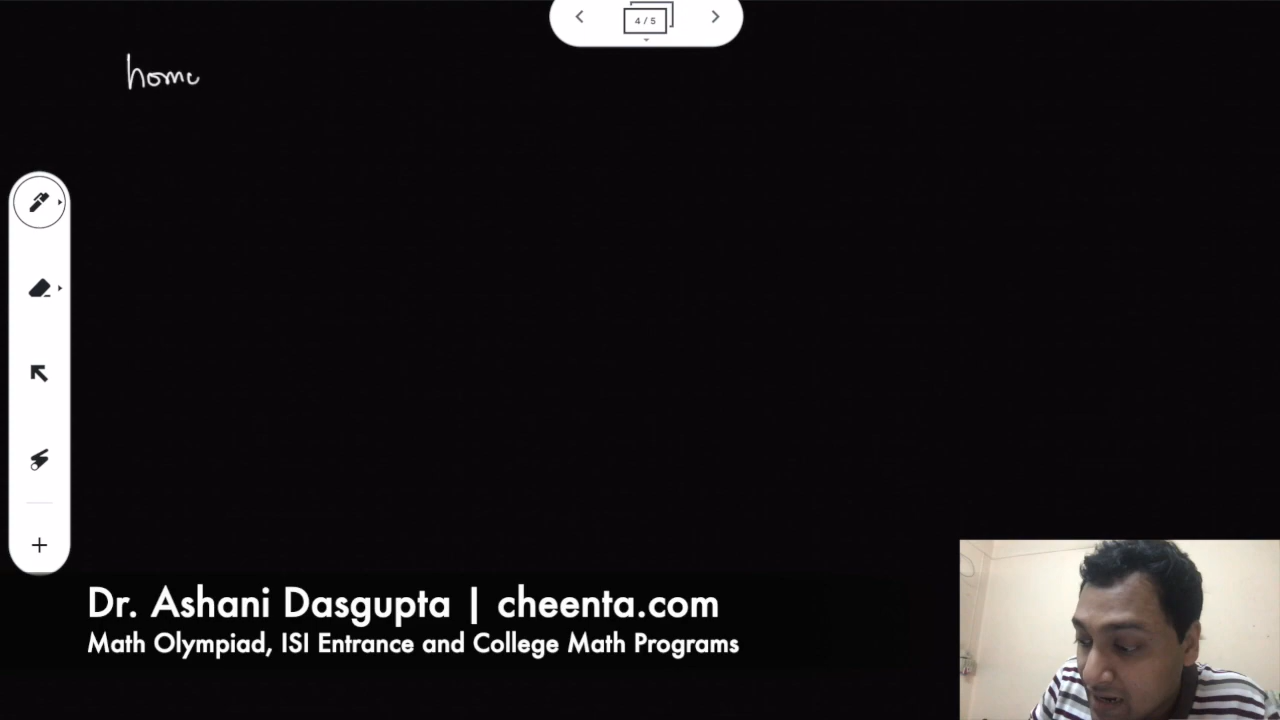 4 / 5
home
Dr. Ashani Dasgupta | cheenta.com
Math Olympiad, ISI Entrance and College Math Programs